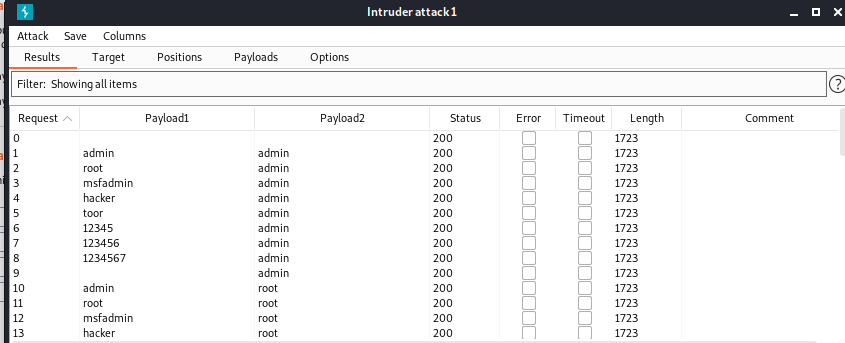 Intruder attack1
Attack Save Columns
Results Target Positions Payloads Options
Filter: Showing all items ?
Request Payload1 Payload2 Status Error Timeout Length Comment
0 200 1723
1 admin admin 200 1723
2 root admin 200 1723
3 msfadmin admin 200 1723
4 hacker admin 200 1723
5 toor admin 200 1723
6 12345 admin 200 1723
7 123456 admin 200 1723
8 1234567 admin 200 1723
9 admin 200 1723
10 admin root 200 1723
11 root root 200 1723
12 msfadmin root 200 1723
13 hacker root 200 1723